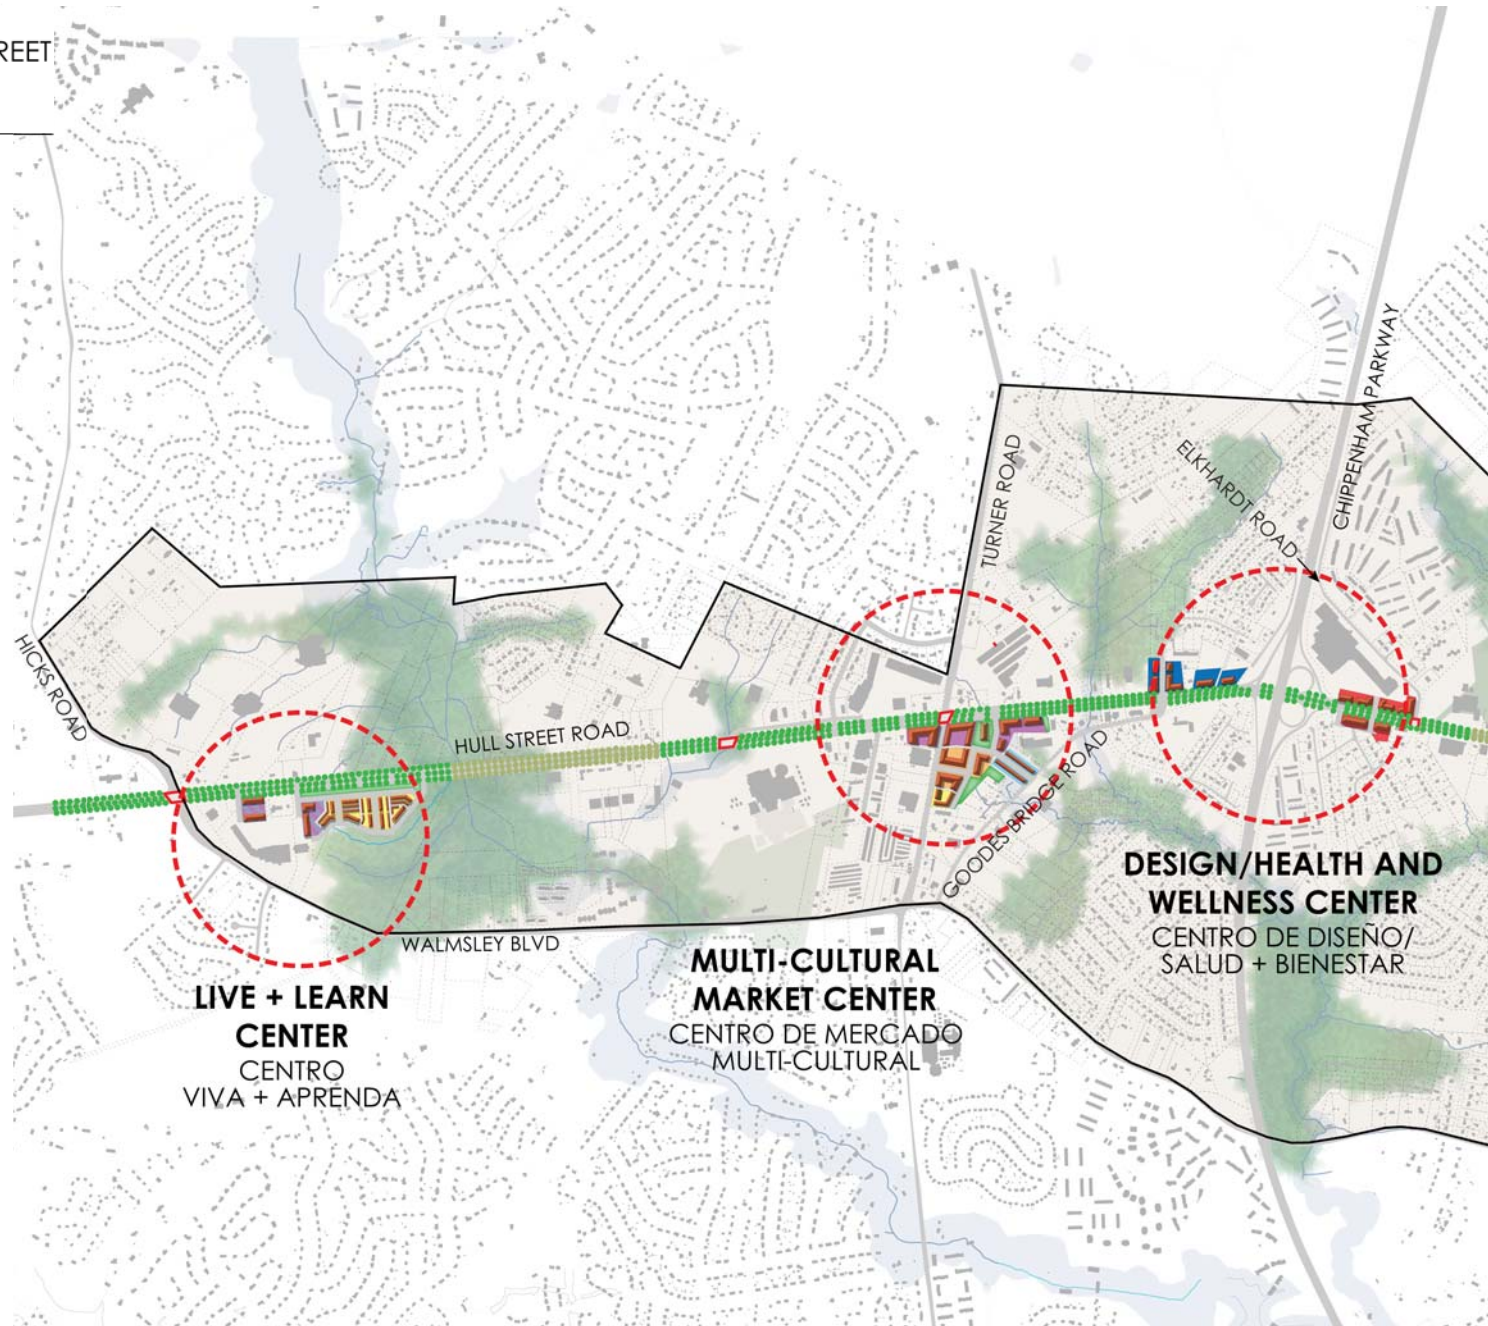 REET
CHIPPENHAM PARKWAY
ELKHARDT ROAD
TURNER ROAD
HICKS ROAD
HULL STREET ROAD
GOODES BRIDGE ROAD
WALMSLEY BLVD
LIVE + LEARN
CENTER
CENTRO
VIVA + APRENDA
MULTI-CULTURAL
MARKET CENTER
CENTRO DE MERCADO
MULTI-CULTURAL
DESIGN/HEALTH AND
WELLNESS CENTER
CENTRO DE DISEÑO/
SALUD + BIENESTAR